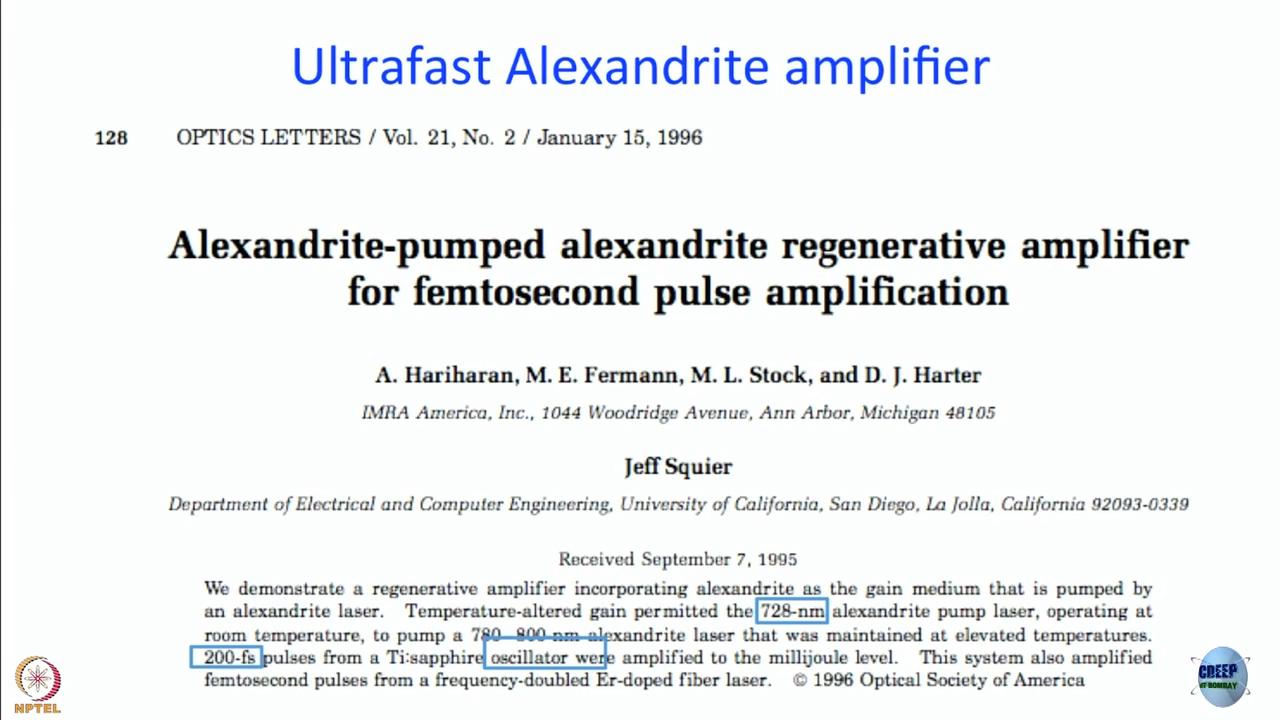 Ultrafast Alexandrite amplifier
128 OPTICS LETTERS / Vol. 21, No. 2 / January 15, 1996
Alexandrite-pumped alexandrite regenerative amplifier
for femtosecond pulse amplification
A. Hariharan, M. E. Fermann, M. L. Stock, and D. J. Harter
IMRA America, Inc., 1044 Woodridge Avenue, Ann Arbor, Michigan 48105
Jeff Squier
Department of Electrical and Computer Engineering, University of California, San Diego, La Jolla, California 92093-0339
Received September 7, 1995
We demonstrate a regenerative amplifier incorporating alexandrite as the gain medium that is pumped by
an alexandrite laser. Temperature-altered gain permitted the 728-nm alexandrite pump laser, operating at
room temperature, to pump a 780–800-nm alexandrite laser that was maintained at elevated temperatures.
200-fs pulses from a Ti:sapphire oscillator were amplified to the millijoule level. This system also amplified
femtosecond pulses from a frequency-doubled Er-doped fiber laser. © 1996 Optical Society of America
NPTEL
CDEEP
IIT BOMBAY